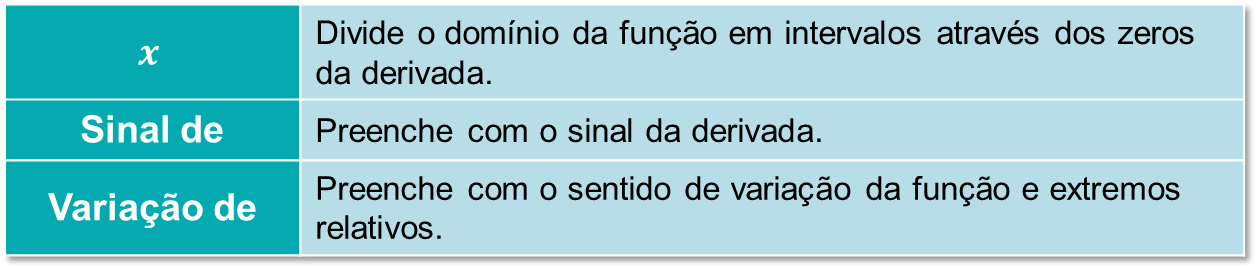 x
Divide o domínio da função em intervalos através dos zeros
da derivada.
Sinal de
Preenche com o sinal da derivada.
Variação de
Preenche com o sentido de variação da função e extremos
relativos.